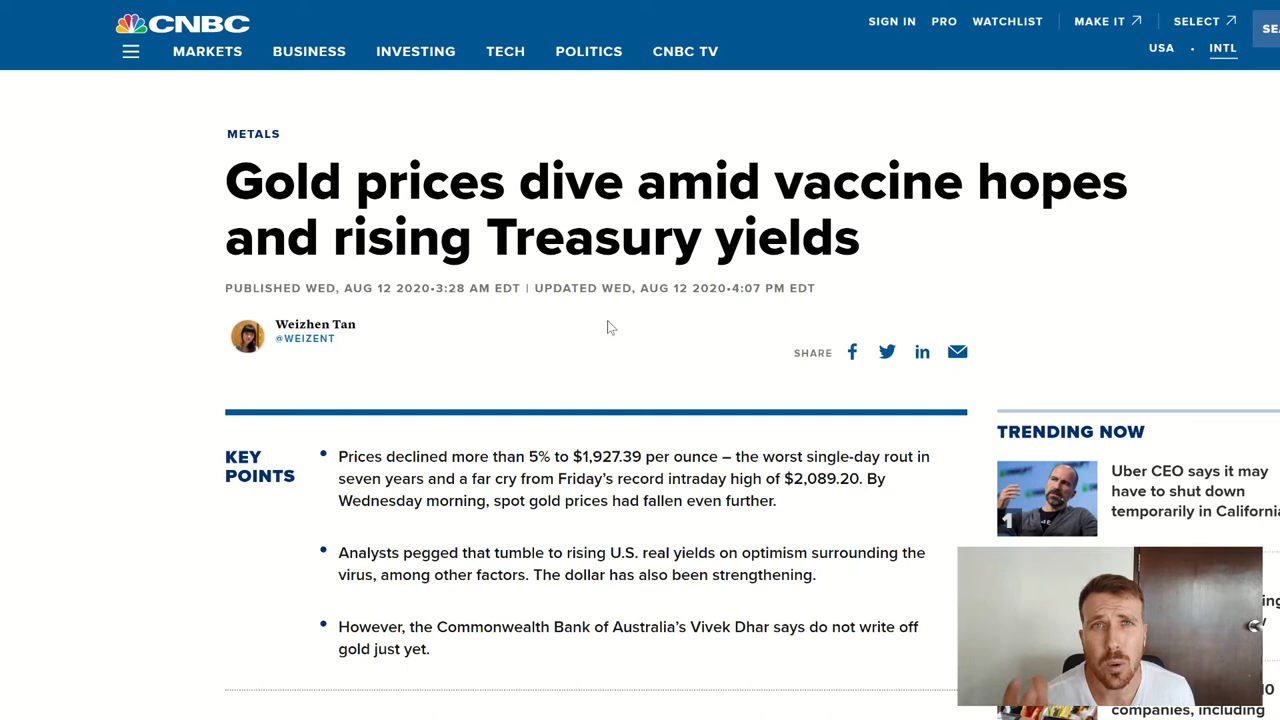 CNBC
SIGN IN PRO WATCHLIST MAKE IT SELECT
MARKETS BUSINESS INVESTING TECH POLITICS CNBC TV
USA • INTL
METALS
Gold prices dive amid vaccine hopes
and rising Treasury yields
PUBLISHED WED, AUG 12 2020•3:28 AM EDT | UPDATED WED, AUG 12 2020•4:07 PM EDT
Weizhen Tan
@WEIZENT
SHARE
KEY
POINTS
• Prices declined more than 5% to $1,927.39 per ounce – the worst single-day rout in
seven years and a far cry from Friday’s record intraday high of $2,089.20. By
Wednesday morning, spot gold prices had fallen even further.
• Analysts pegged that tumble to rising U.S. real yields on optimism surrounding the
virus, among other factors. The dollar has also been strengthening.
• However, the Commonwealth Bank of Australia’s Vivek Dhar says do not write off
gold just yet.
TRENDING NOW
1
Uber CEO says it may
have to shut down
temporarily in
companies, including